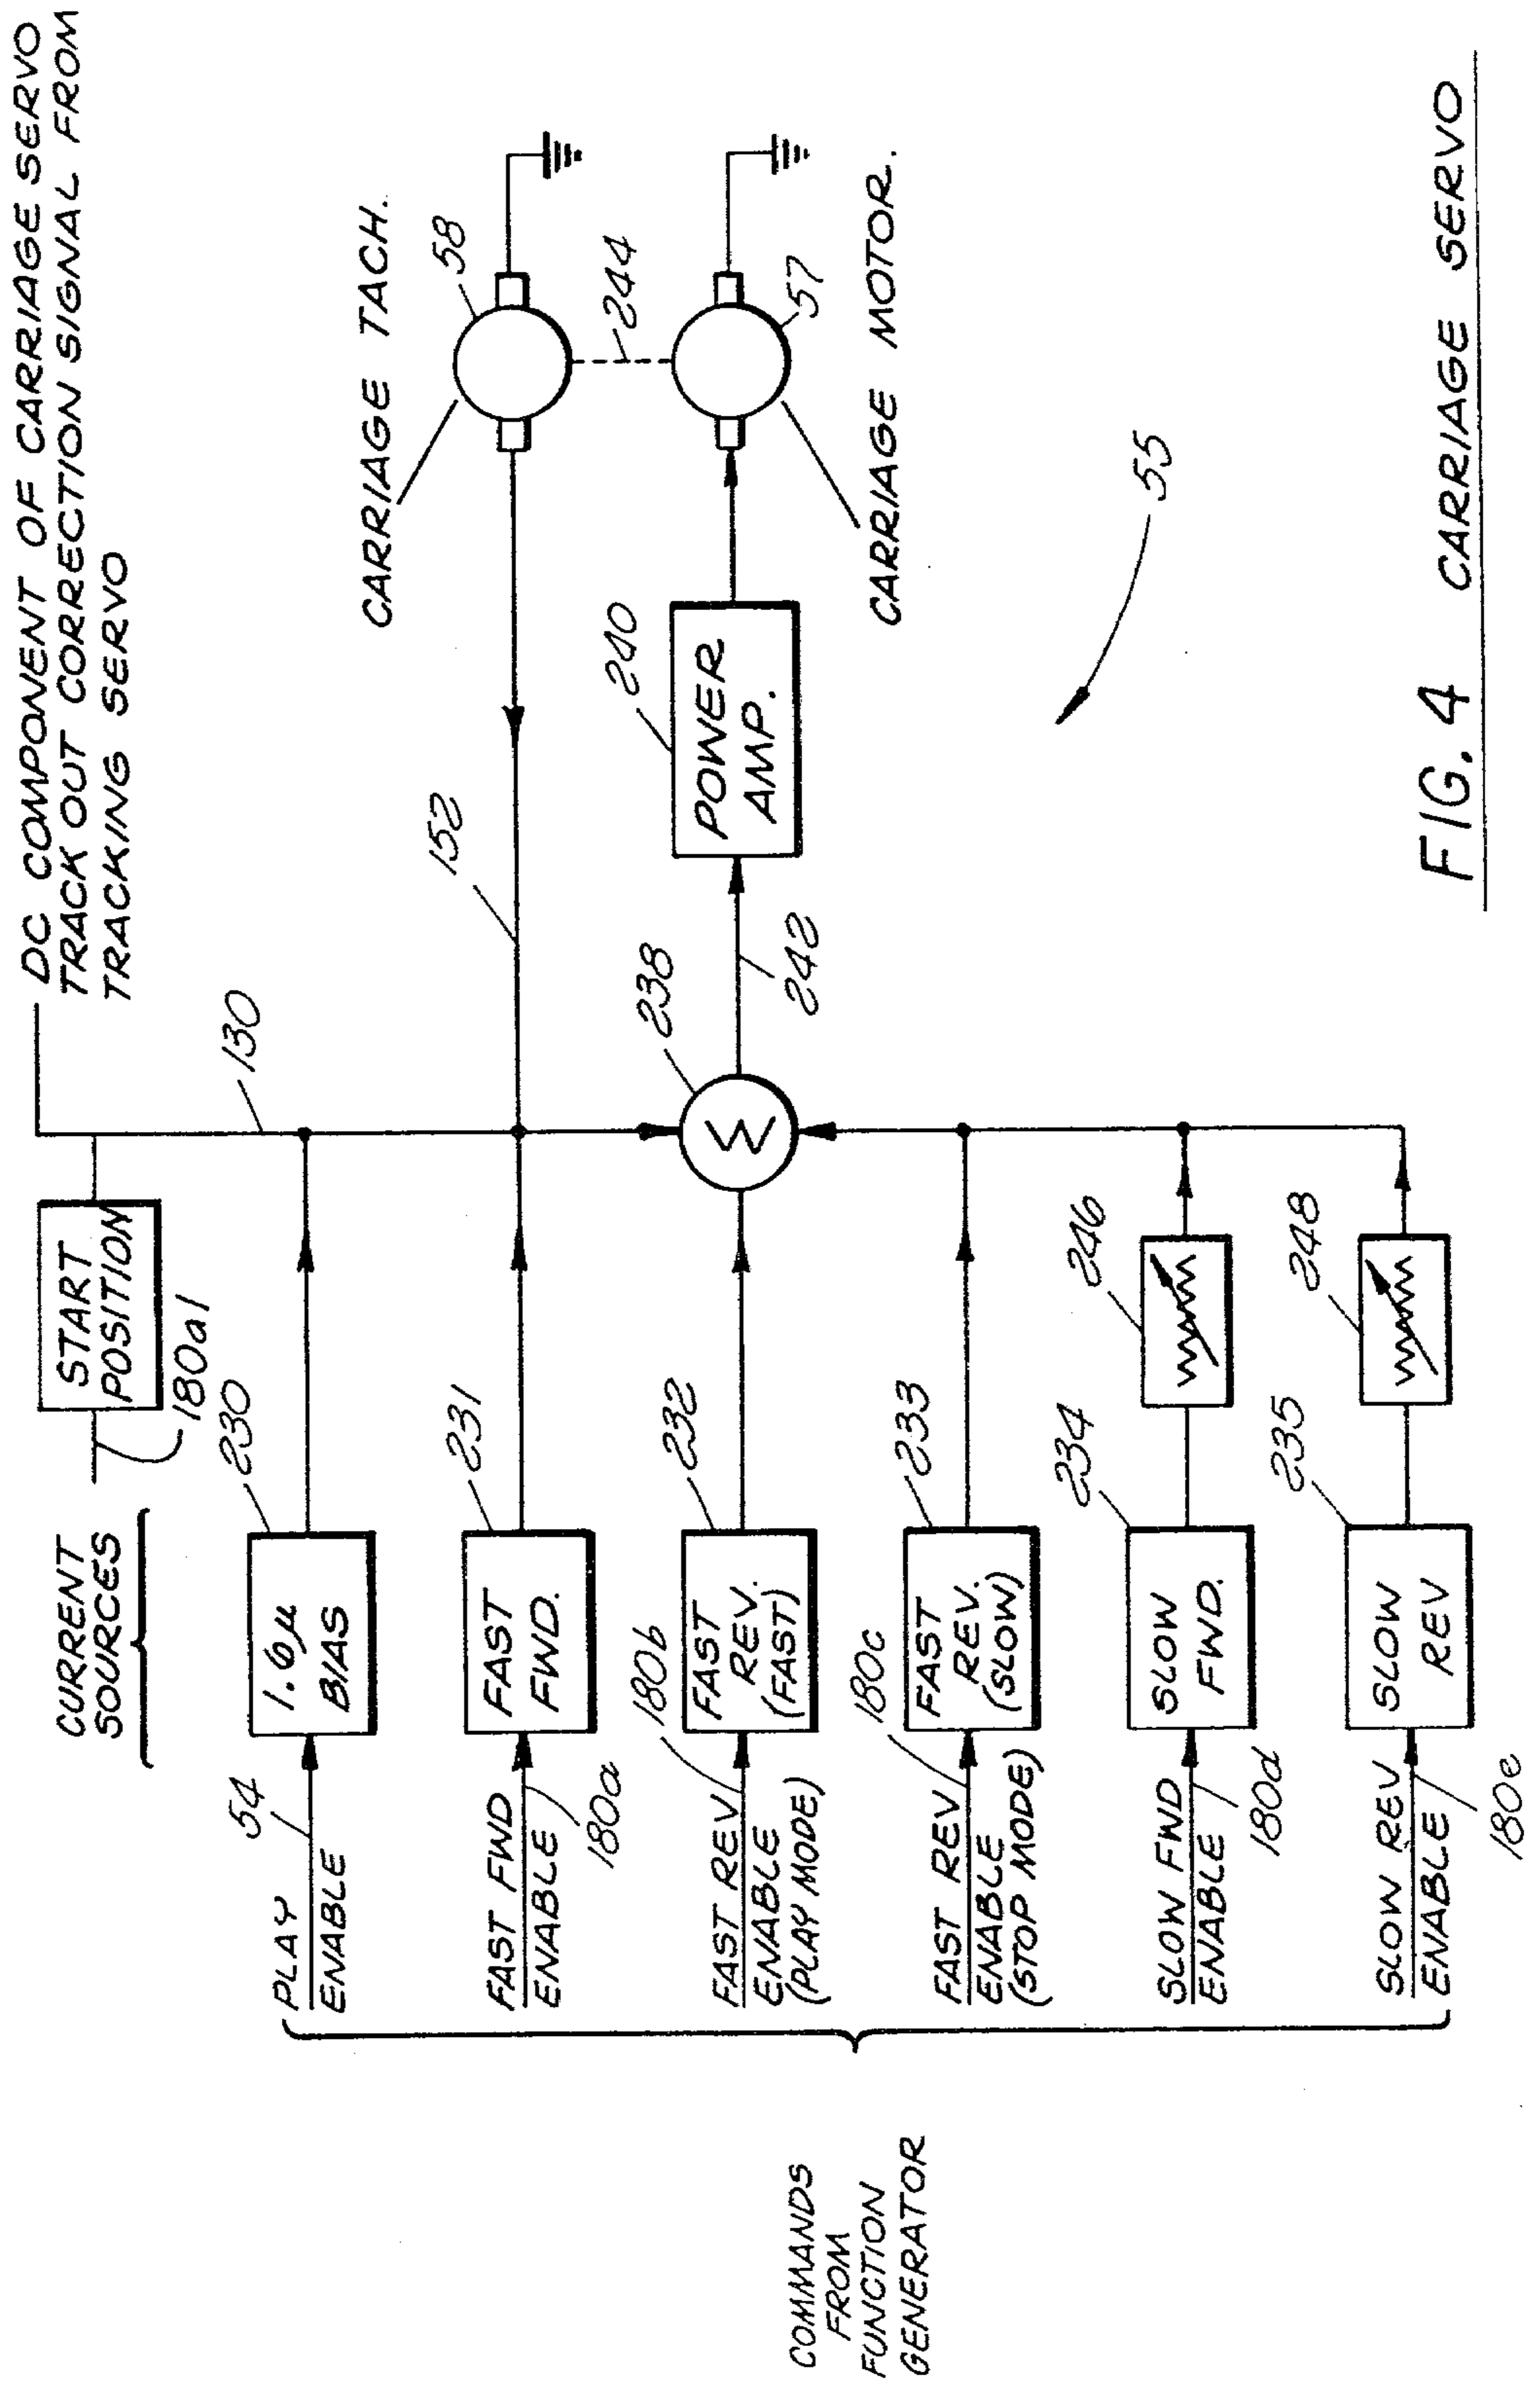 DC COMPONENT OF CARRIAGE SERVO
TRACK OUT CORRECTION SIGNAL FROM
TRACKING SERVO
START
POSITION
180a1
130
CURRENT
SOURCES
PLAY
ENABLE
54
1.6μ
BIAS
230
FAST FWD
ENABLE
180a
FAST
FWD.
231
152
CARRIAGE TACH.
58
244
FAST REV
ENABLE
(PLAY MODE)
180b
FAST
REV.
(FAST)
232
Σ
238
242
POWER
AMP.
240
57
CARRIAGE MOTOR.
FAST REV
ENABLE
(STOP MODE)
180c
FAST
REV.
(SLOW)
233
SLOW FWD
ENABLE
180d
SLOW
FWD.
234
246
SLOW REV
ENABLE
180e
SLOW
REV
235
248
COMMANDS
FROM
FUNCTION
GENERATOR
55
FIG. 4 CARRIAGE SERVO